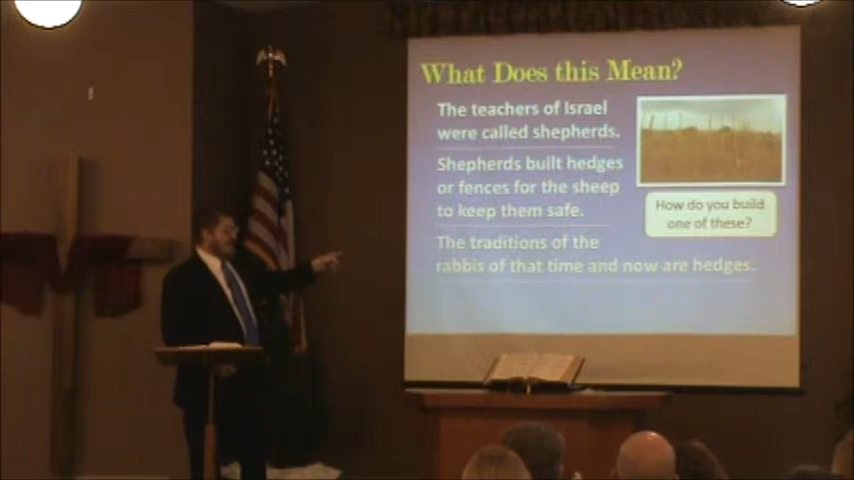 What Does this Mean?
The teachers of Israel
were called shepherds.
Shepherds built hedges
or fences for the sheep
to keep them safe.
The traditions of the
rabbis of that time and now are hedges.
How do you build
one of these?